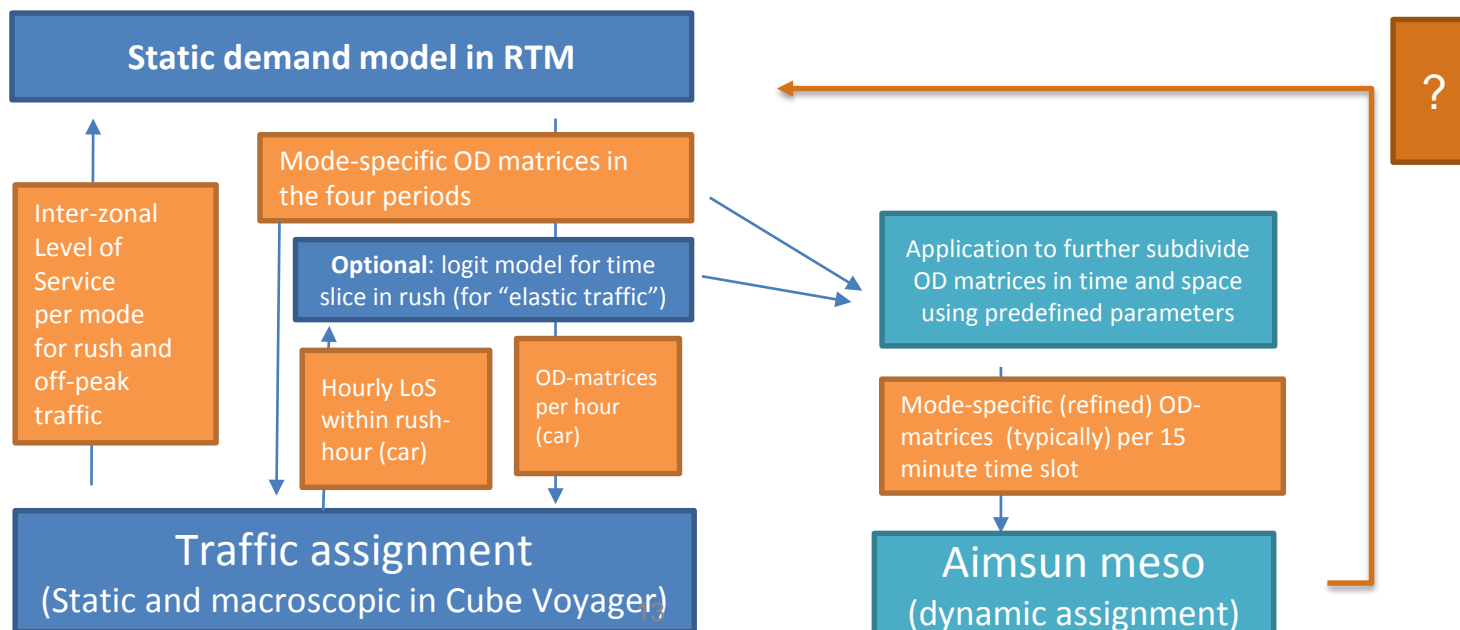 Static demand model in RTM
?
Mode-specific OD matrices in
the four periods
Inter-zonal
Level of
Service
per mode
for rush and
off-peak
traffic
Optional: logit model for time
slice in rush (for “elastic traffic”)
Application to further subdivide
OD matrices in time and space
using predefined parameters
Hourly LoS
within rush-
hour (car)
OD-matrices
per hour
(car)
Mode-specific (refined) OD-
matrices (typically) per 15
minute time slot
Traffic assignment
(Static and macroscopic in Cube Voyager)
13
Aimsun meso
(dynamic assignment)